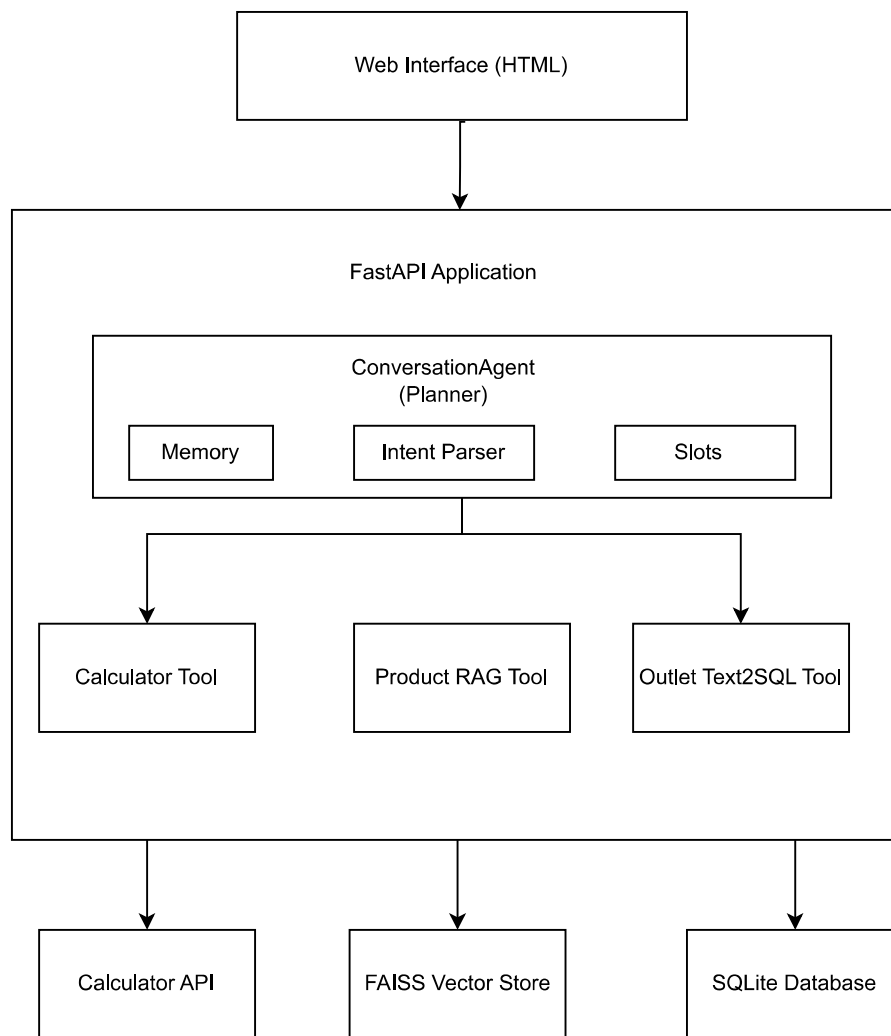 Web Interface (HTML)
FastAPI Application
ConversationAgent
(Planner)
Memory
Intent Parser
Slots
Calculator Tool
Product RAG Tool
Outlet Text2SQL Tool
Calculator API
FAISS Vector Store
SQLite Database